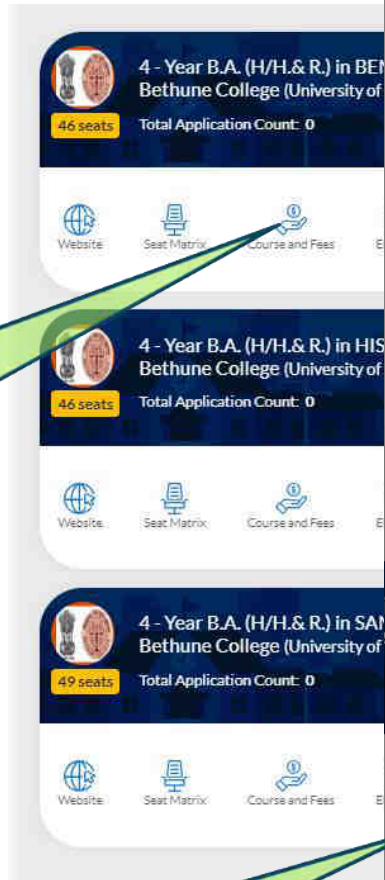 4 - Year B.A. (H/H.& R.) in BEN
Bethune College (University of
46 seats Total Application Count: 0
Website Seat Matrix Course and Fees E
4 - Year B.A. (H/H.& R.) in HIS
Bethune College (University of
46 seats Total Application Count: 0
Website Seat Matrix Course and Fees E
4 - Year B.A. (H/H.& R.) in SAN
Bethune College (University of
49 seats Total Application Count: 0
Website Seat Matrix Course and Fees E